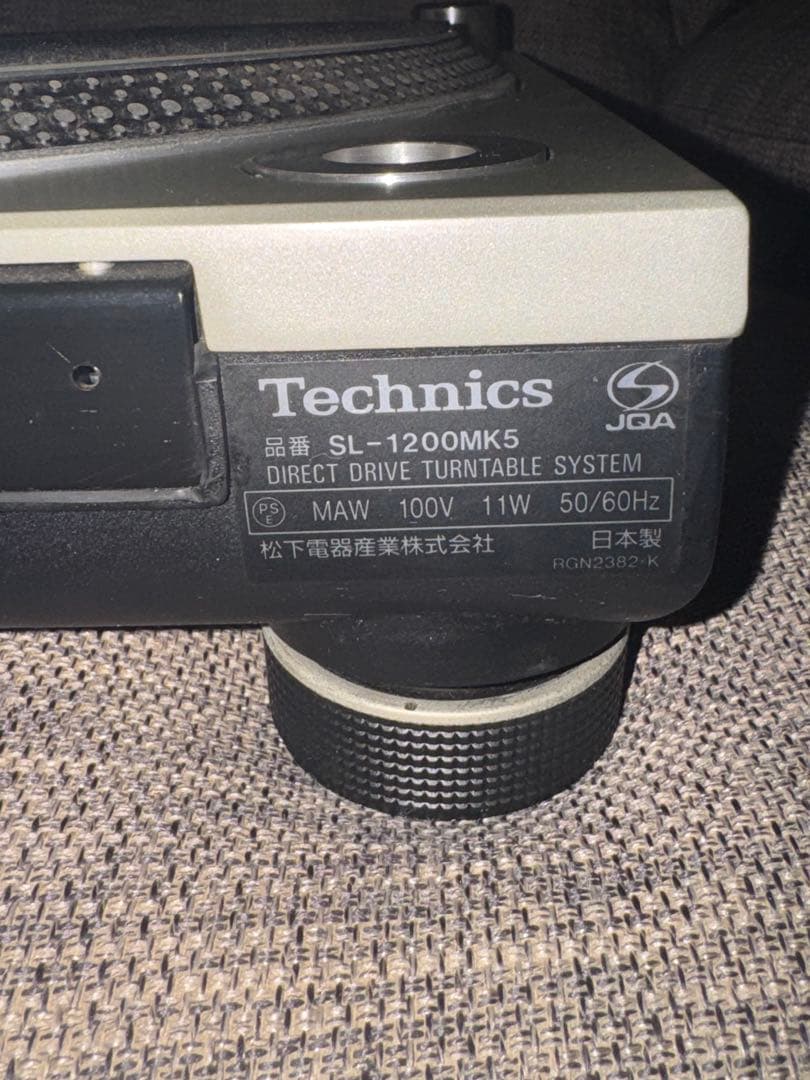 Technics
JQA
品番 SL-1200MK5
DIRECT DRIVE TURNTABLE SYSTEM
PSE MAW 100V 11W 50/60Hz
松下電器産業株式会社 日本製
RGN2382-K